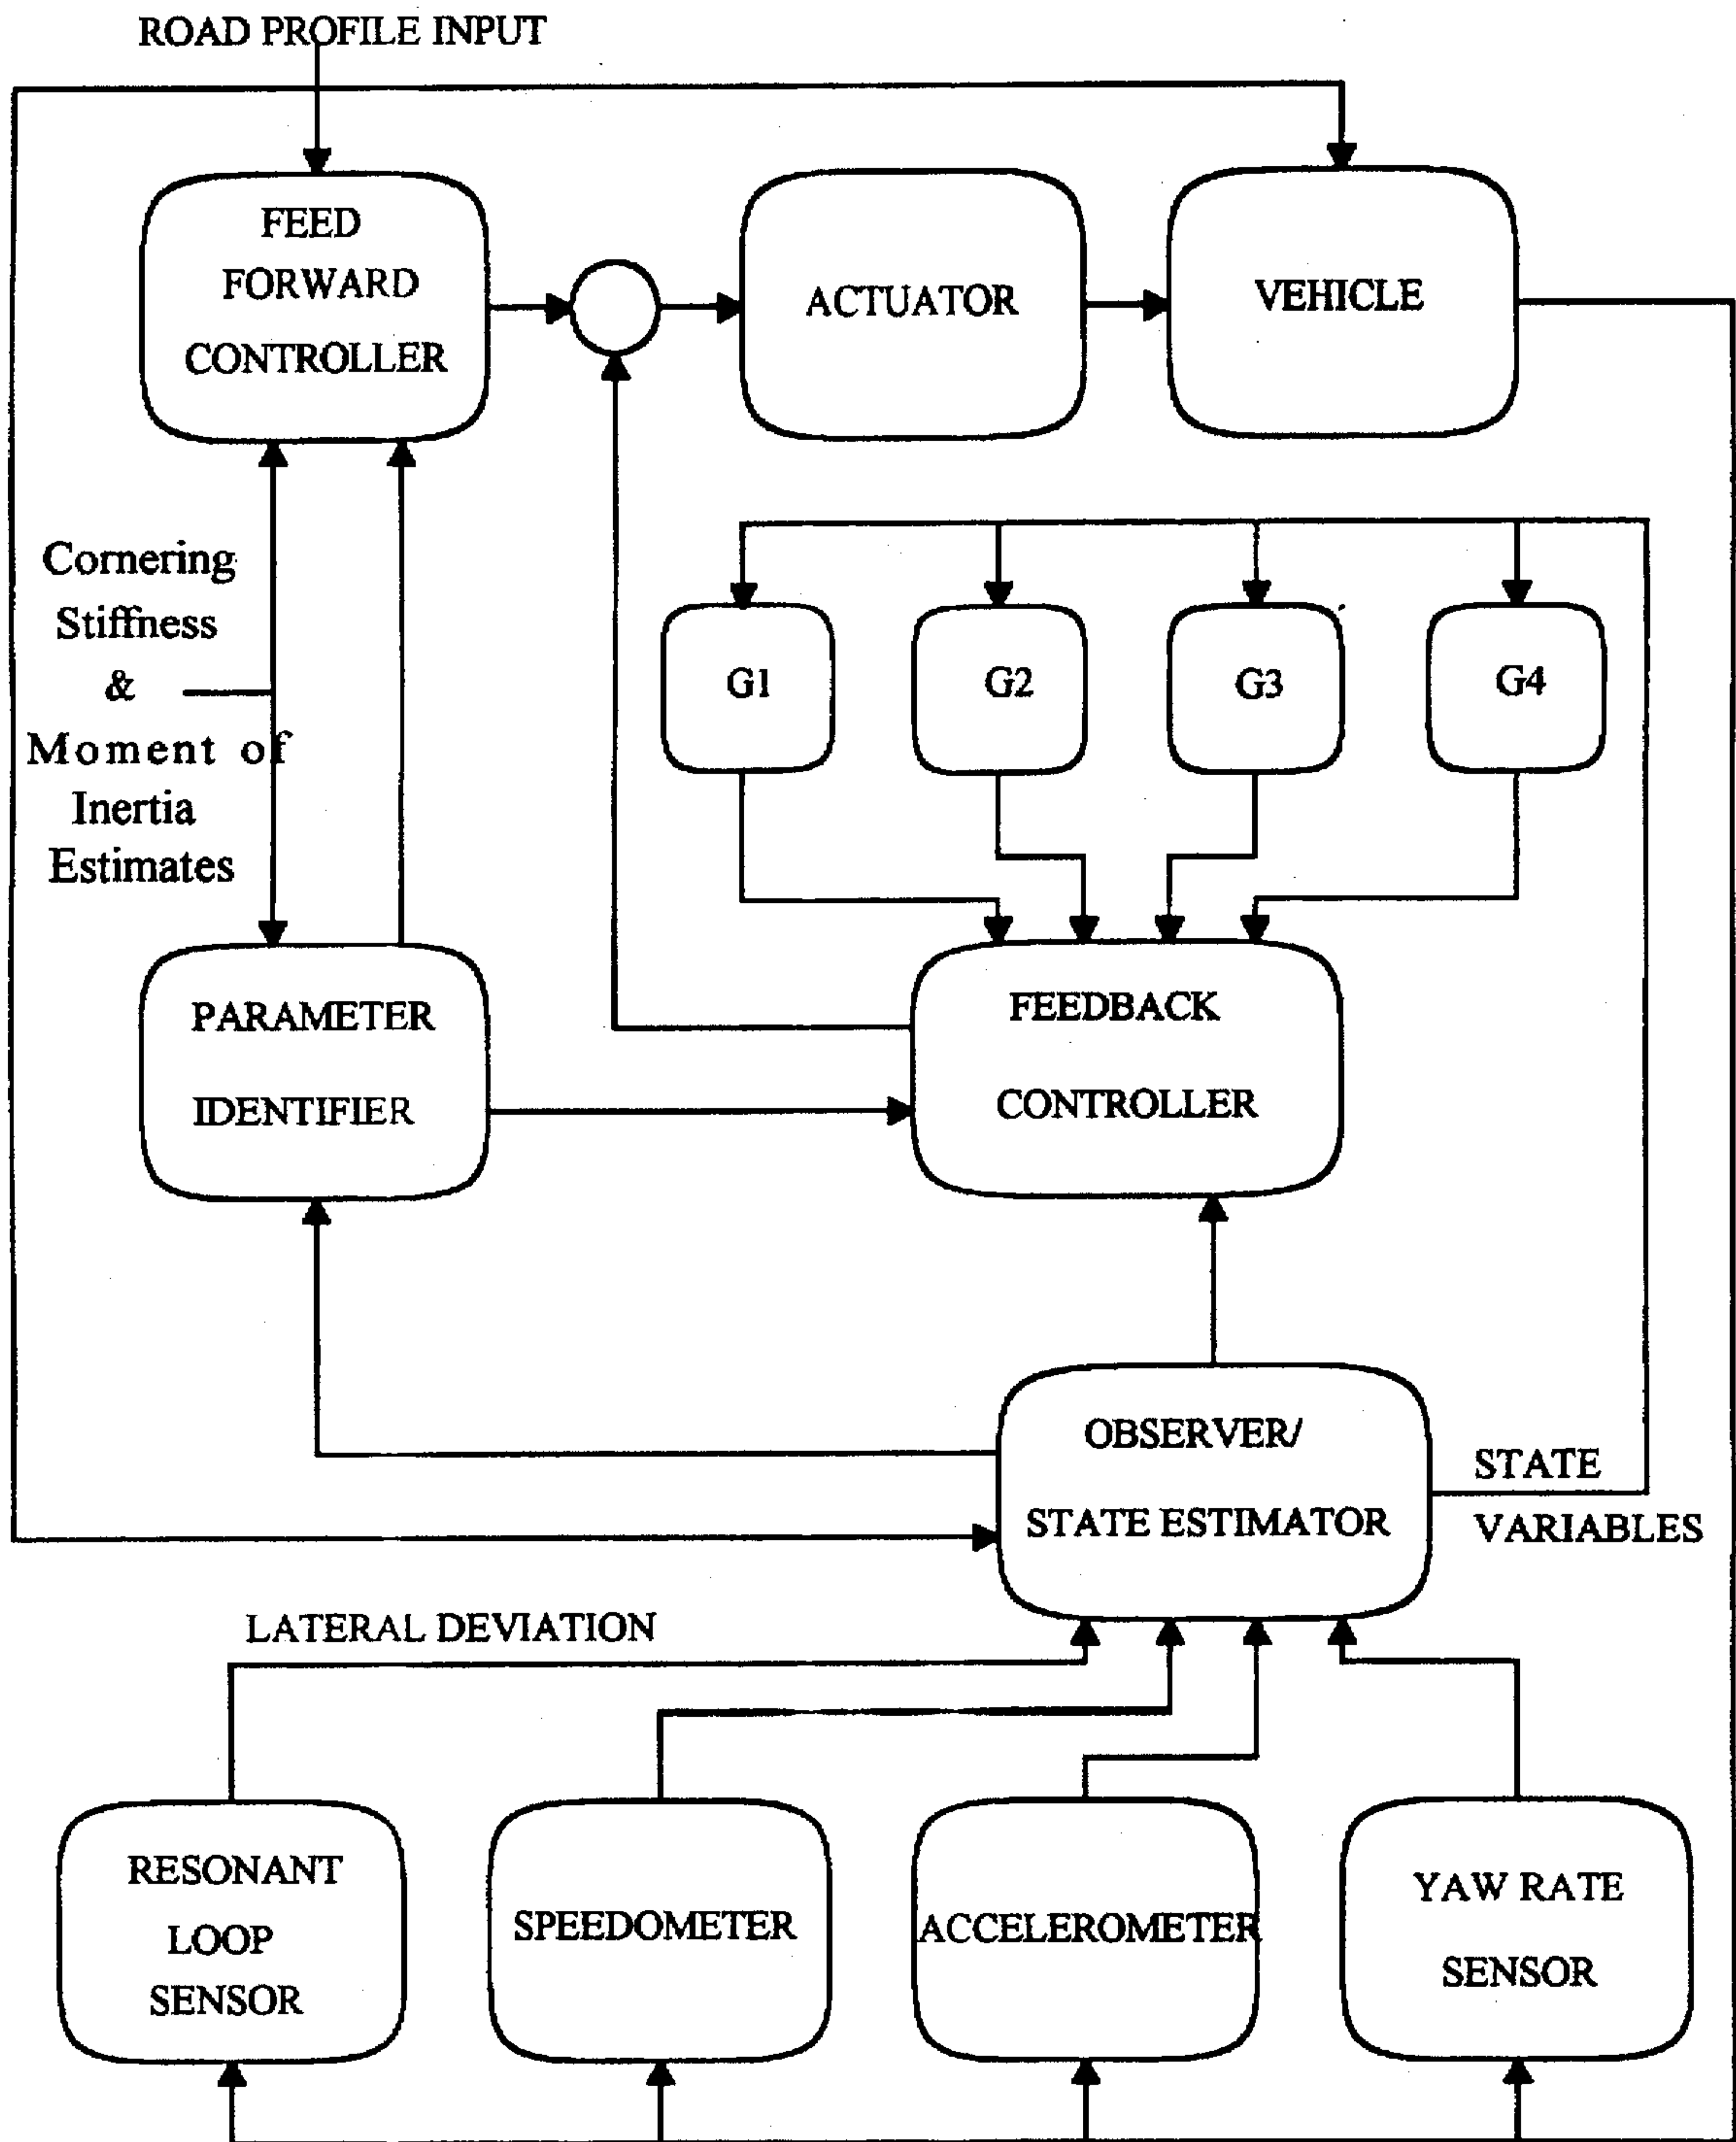 ROAD PROFILE INPUT
FEED
FORWARD
CONTROLLER
ACTUATOR
VEHICLE
Cornering
Stiffness
&
Moment of
Inertia
Estimates
G1
G2
G3
G4
PARAMETER
IDENTIFIER
FEEDBACK
CONTROLLER
OBSERVER/
STATE ESTIMATOR
STATE
VARIABLES
LATERAL DEVIATION
RESONANT
LOOP
SENSOR
SPEEDOMETER
ACCELEROMETER
YAW RATE
SENSOR